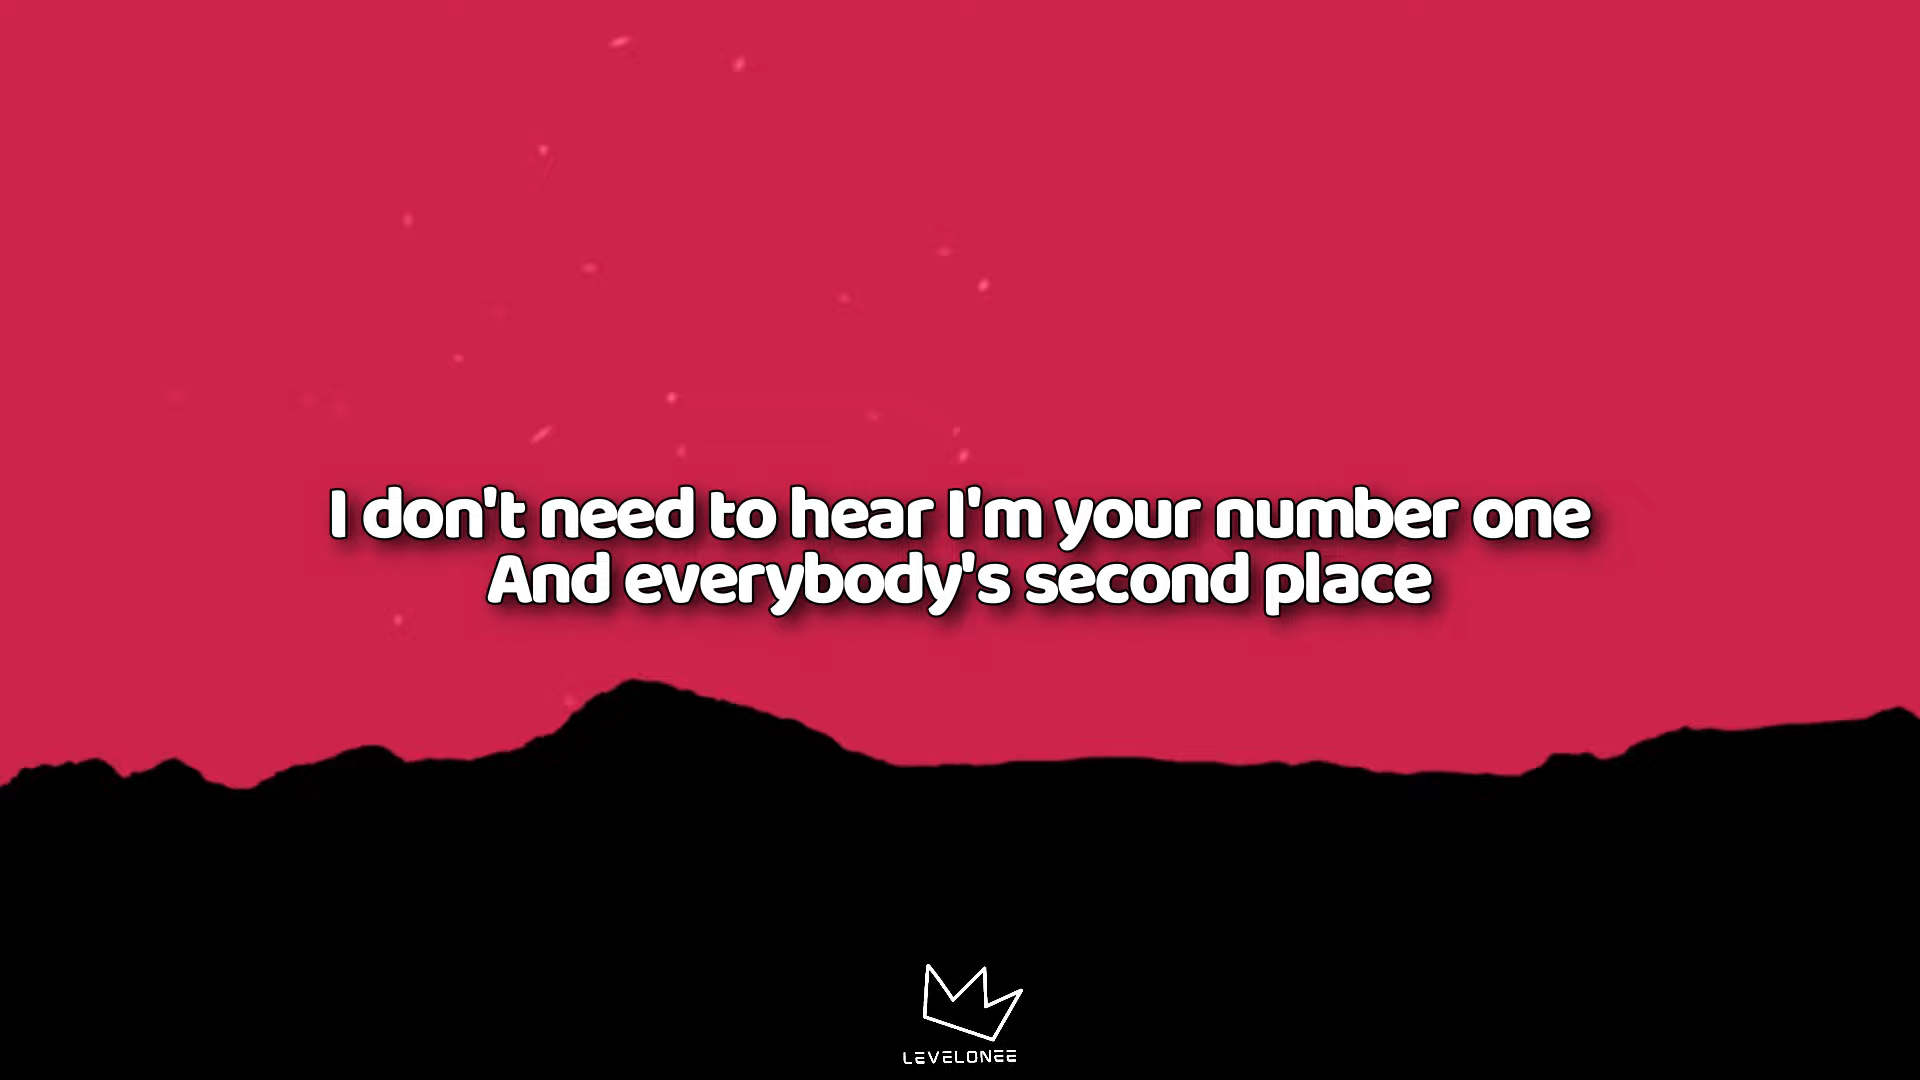 I don't need to hear I'm your number one
And everybody's second place
LEVELONEE